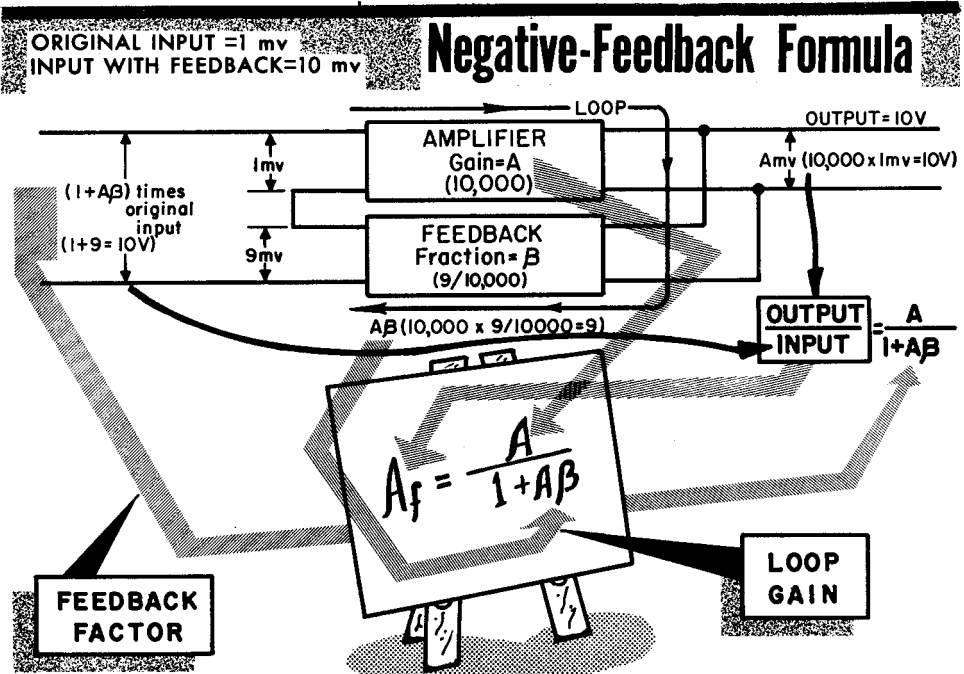 ORIGINAL INPUT =1 mv
INPUT WITH FEEDBACK=10 mv
Negative-Feedback Formula
LOOP
OUTPUT=10V
AMPLIFIER
Gain=A
(10,000)
1mv
Amv (10,000 x 1mv=10V)
(1+Aβ) times
original
input
(1+9=10V)
9mv
FEEDBACK
Fraction=β
(9/10,000)
Aβ(10,000 x 9/10000=9)
OUTPUT
INPUT
=
A
1+Aβ
Af = A
1+Aβ
FEEDBACK
FACTOR
LOOP
GAIN